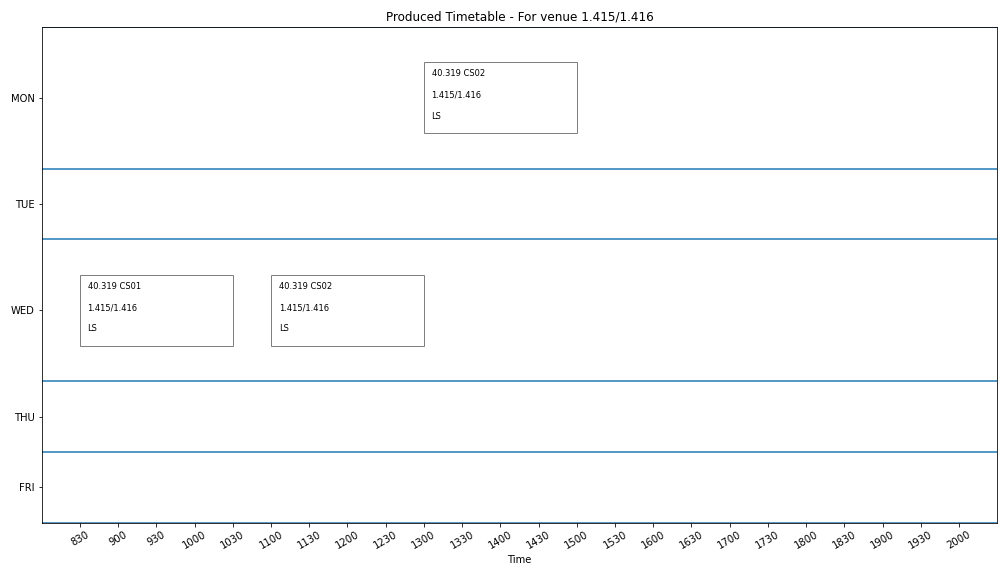 Produced Timetable - For venue 1.415/1.416
MON
40.319 CS02
1.415/1.416
LS
TUE
WED
40.319 CS01
1.415/1.416
LS
40.319 CS02
1.415/1.416
LS
THU
FRI
830 900 930 1000 1030 1100 1130 1200 1230 1300 1330 1400 1430 1500 1530 1600 1630 1700 1730 1800 1830 1900 1930 2000
Time